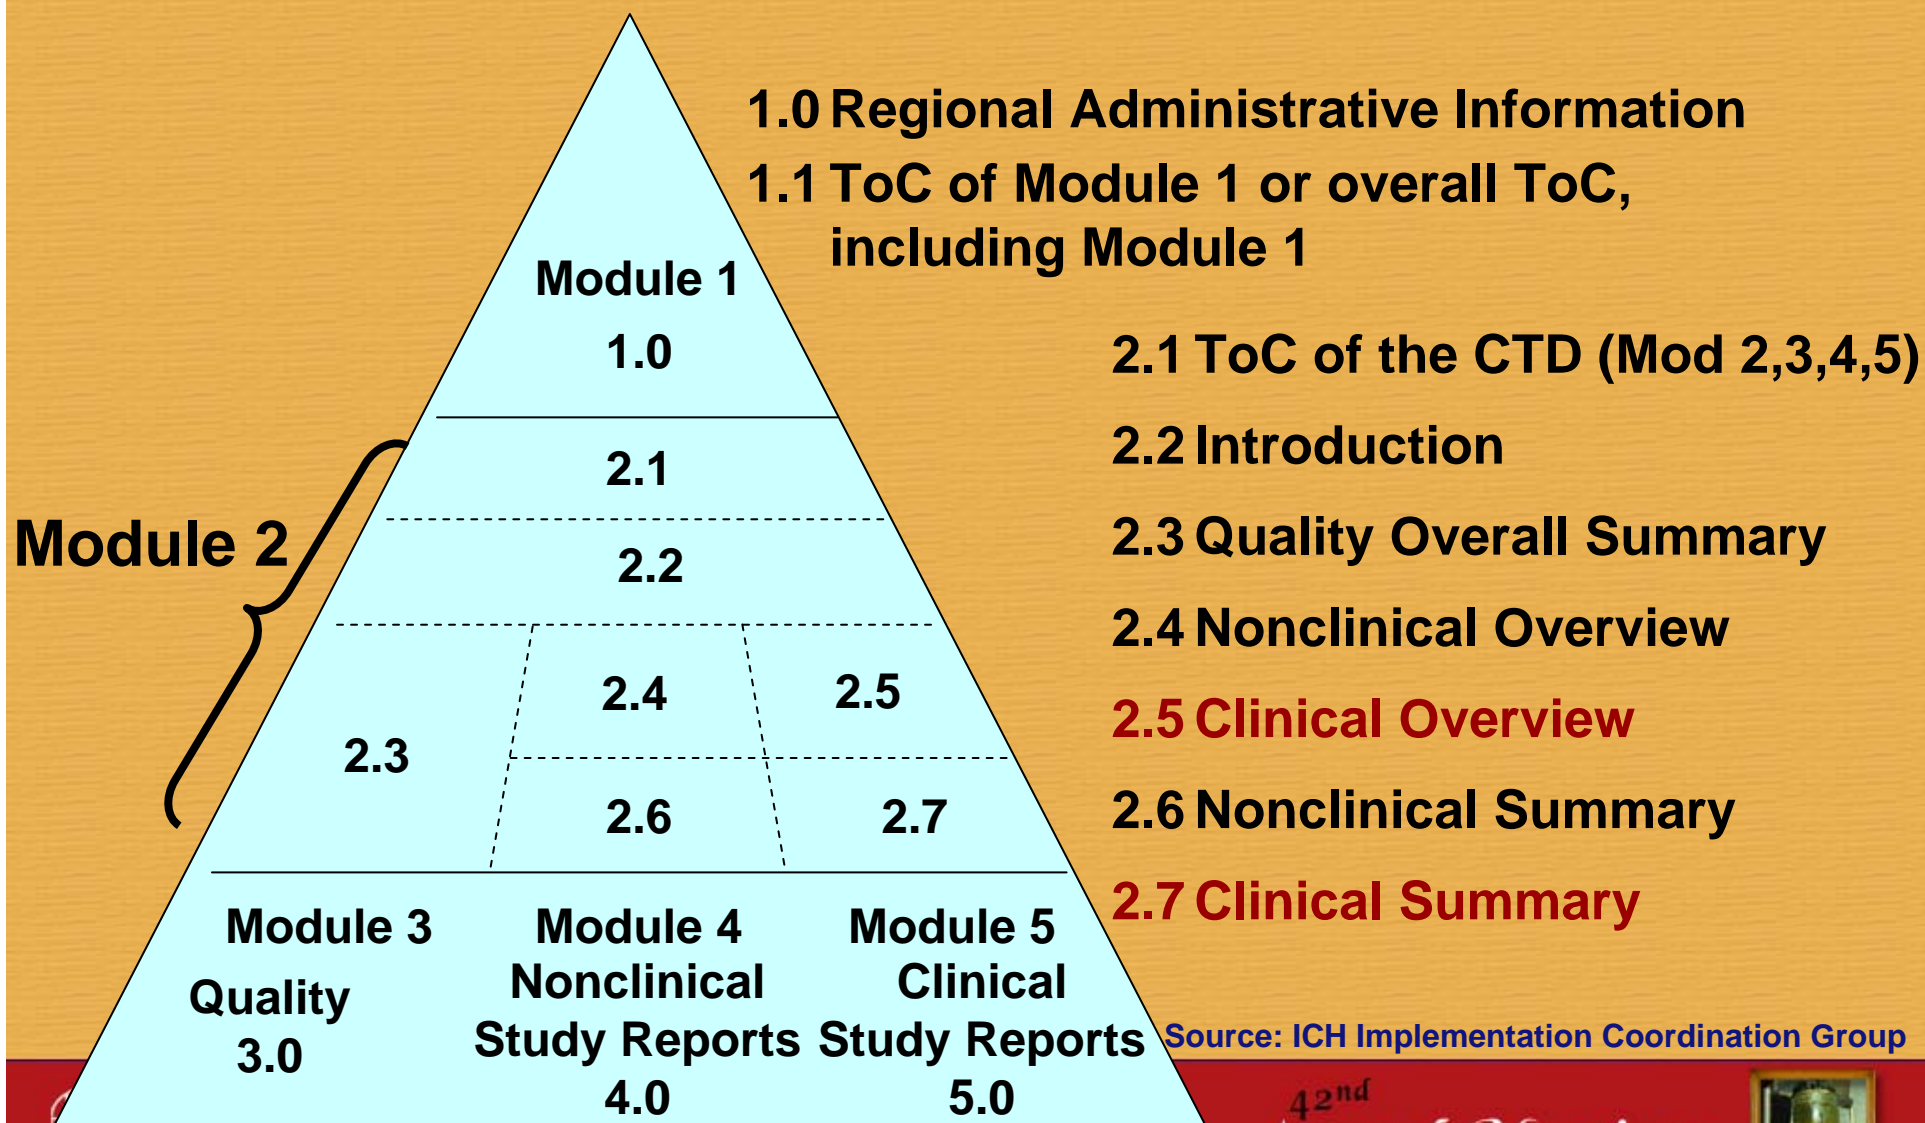 1.0 Regional Administrative Information
1.1 ToC of Module 1 or overall ToC,
including Module 1
Module 1
1.0
2.1 ToC of the CTD (Mod 2,3,4,5)
2.2 Introduction
2.3 Quality Overall Summary
2.4 Nonclinical Overview
2.5 Clinical Overview
2.6 Nonclinical Summary
2.7 Clinical Summary
Module 2
2.1
2.2
2.3
2.4
2.5
2.6
2.7
Module 3
Quality
3.0
Module 4
Nonclinical
Study Reports
4.0
Module 5
Clinical
Study Reports
5.0
Source: ICH Implementation Coordination Group
42nd